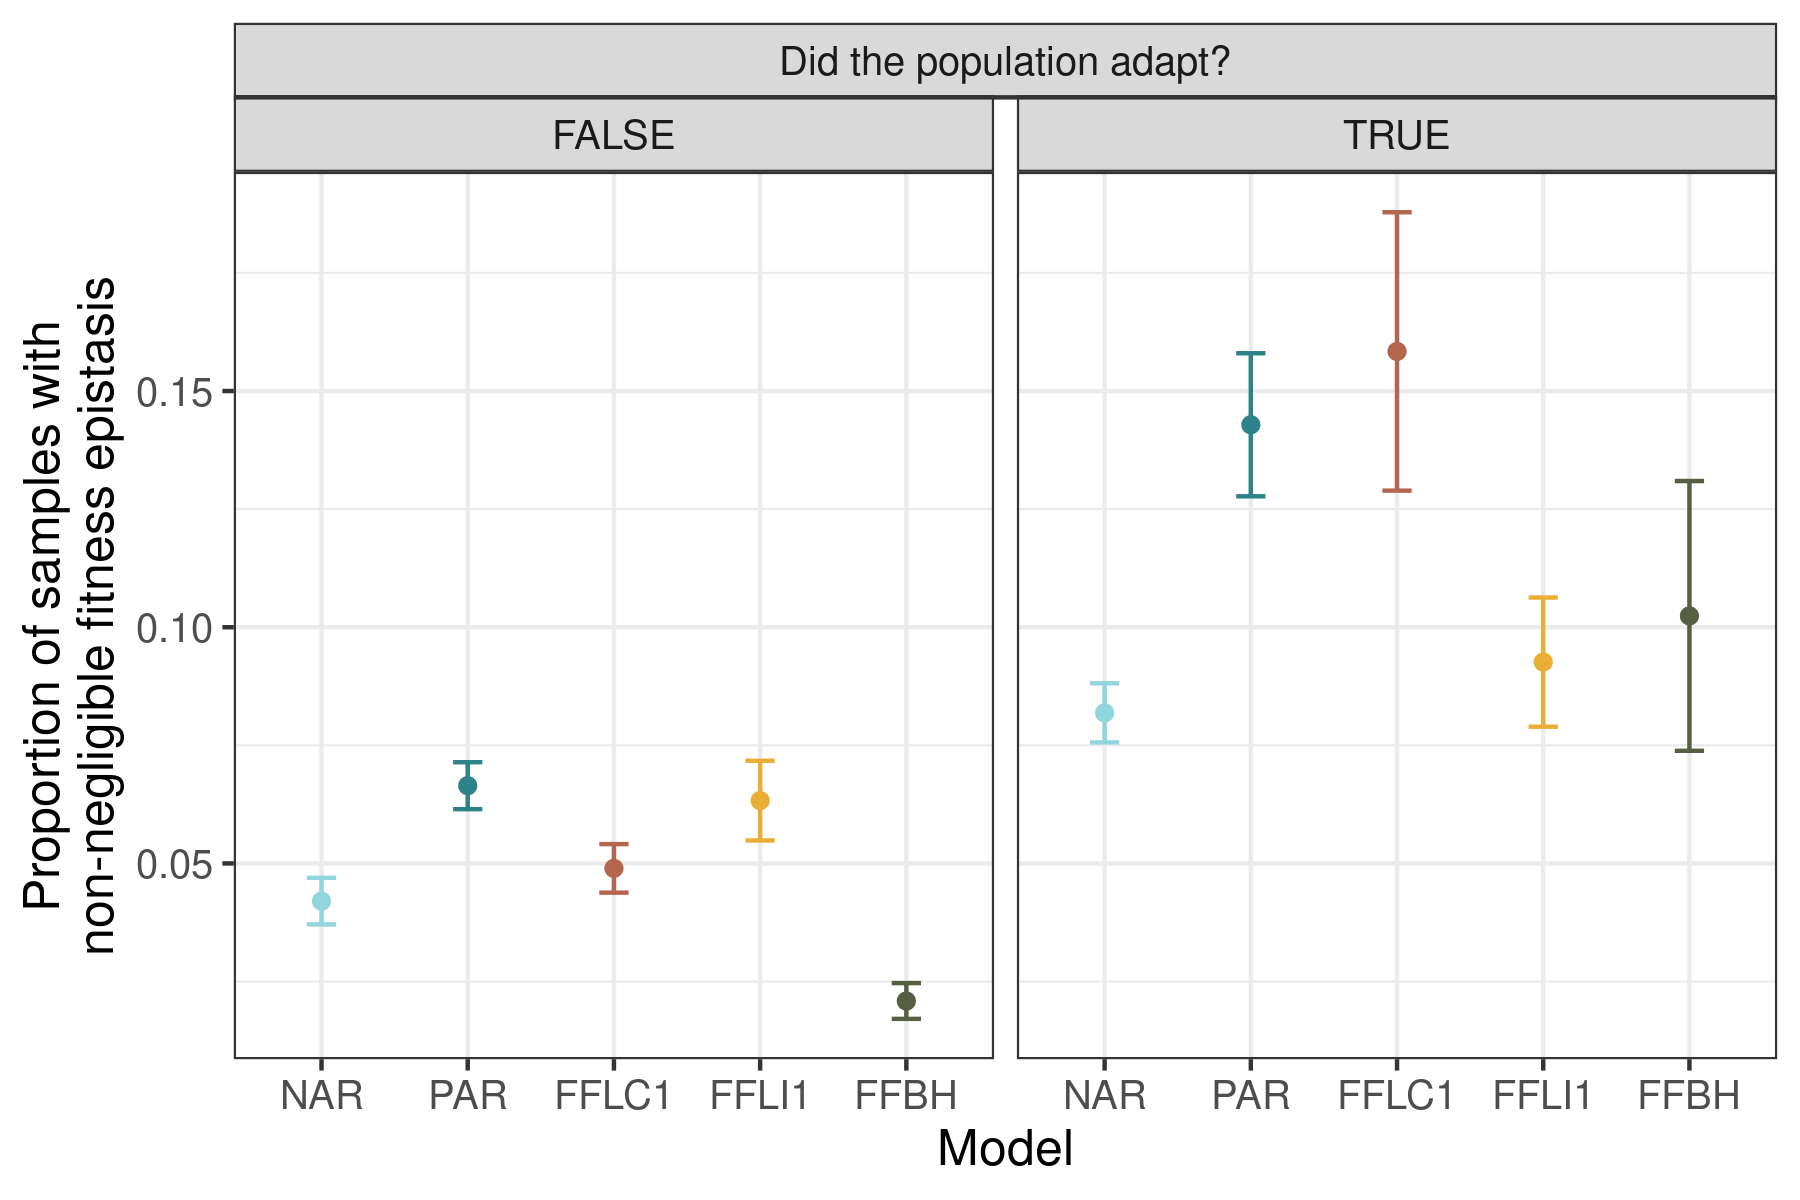 Did the population adapt?
FALSE
TRUE
Proportion of samples with
non-negligible fitness epistasis
0.15
0.10
0.05
NAR PAR FFLC1 FFLI1 FFBH
NAR PAR FFLC1 FFLI1 FFBH
Model